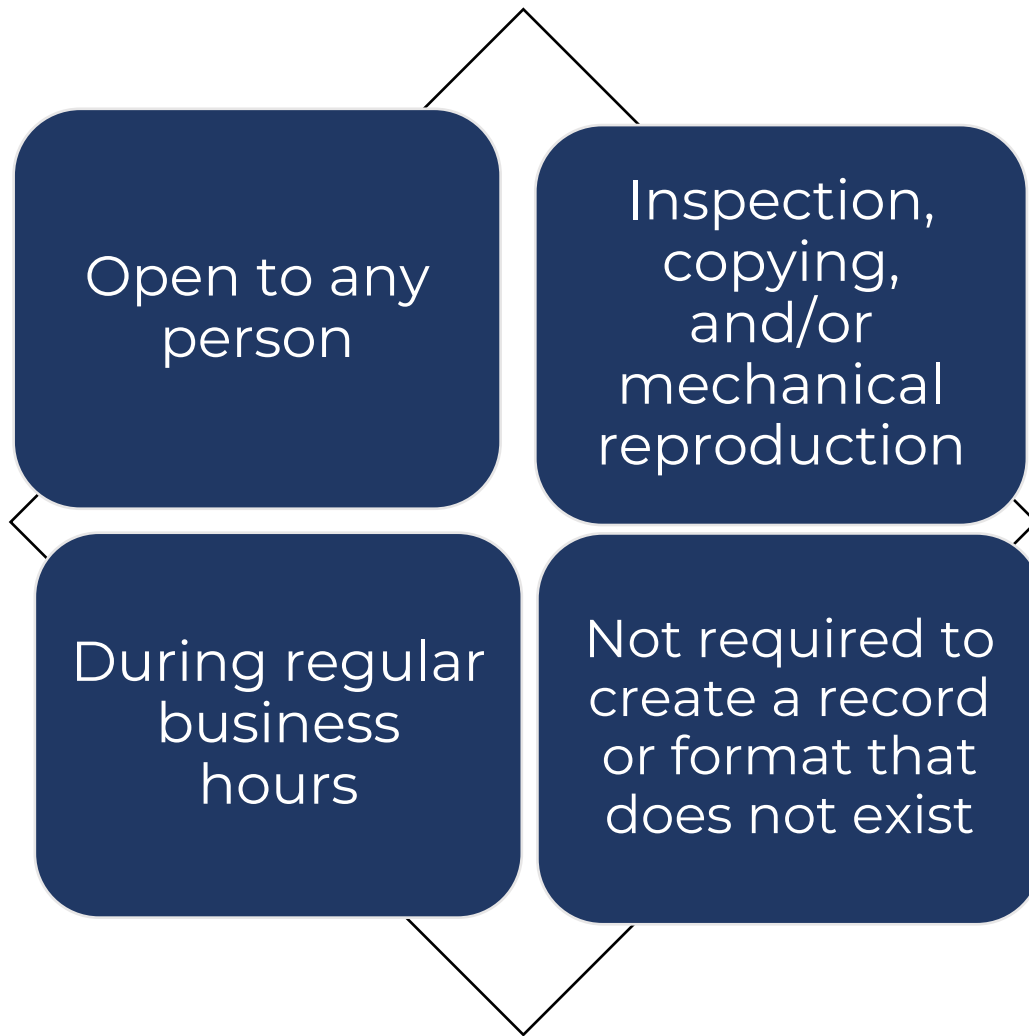 Open to any
person
Inspection,
copying,
and/or
mechanical
reproduction
During regular
business
hours
Not required to
create a record
or format that
does not exist